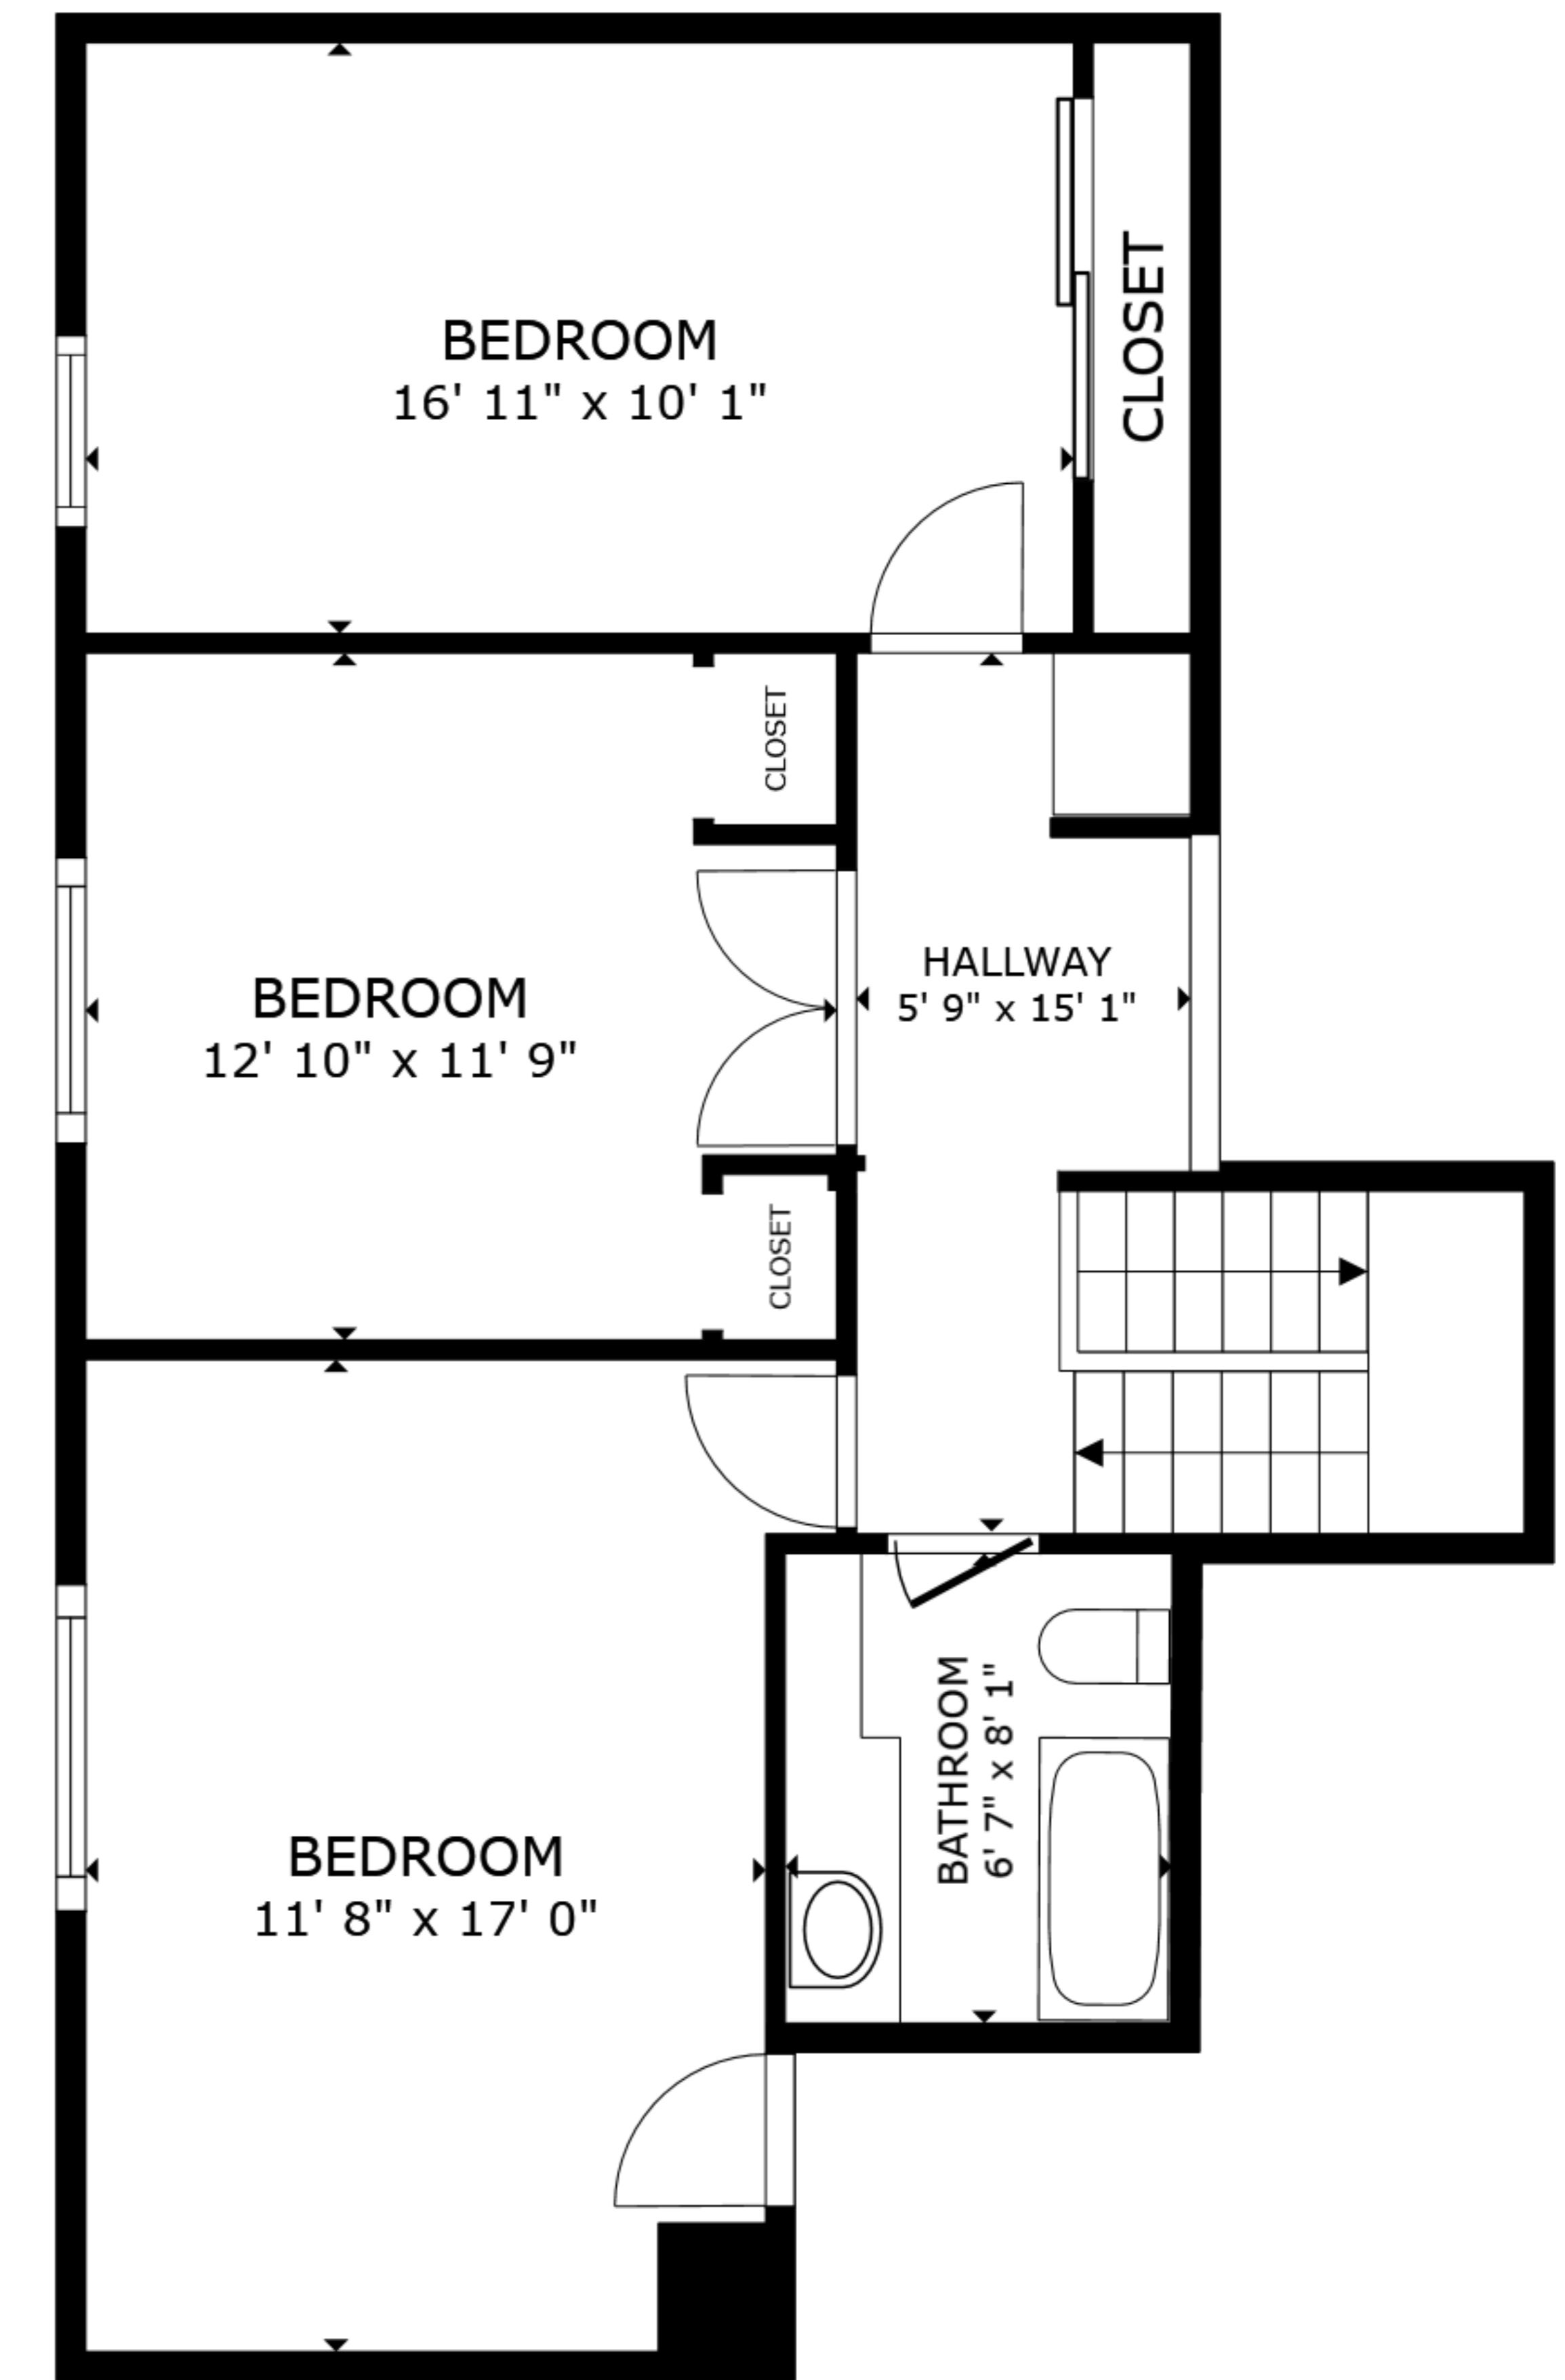 BEDROOM
16' 11" x 10' 1"
CLOSET
CLOSET
HALLWAY
5' 9" x 15' 1"
BEDROOM
12' 10" x 11' 9"
CLOSET
BATHROOM
6' 7" x 8' 1"
BEDROOM
11' 8" x 17' 0"